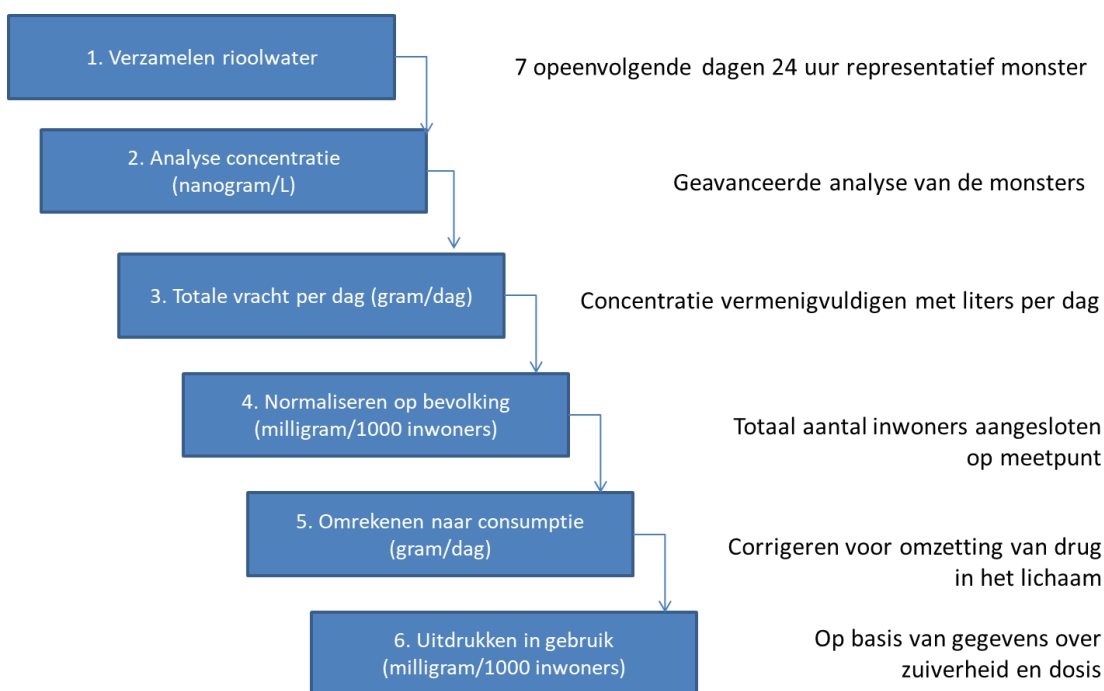 1. Verzamelen rioolwater
7 opeenvolgende dagen 24 uur representatief monster
2. Analyse concentratie
(nanogram/L)
Geavanceerde analyse van de monsters
3. Totale vracht per dag (gram/dag)
Concentratie vermenigvuldigen met liters per dag
4. Normaliseren op bevolking
(milligram/1000 inwoners)
Totaal aantal inwoners aangesloten
op meetpunt
5. Omrekenen naar consumptie
(gram/dag)
Corrigeren voor omzetting van drug
in het lichaam
6. Uitdrukken in gebruik
(milligram/1000 inwoners)
Op basis van gegevens over
zuiverheid en dosis